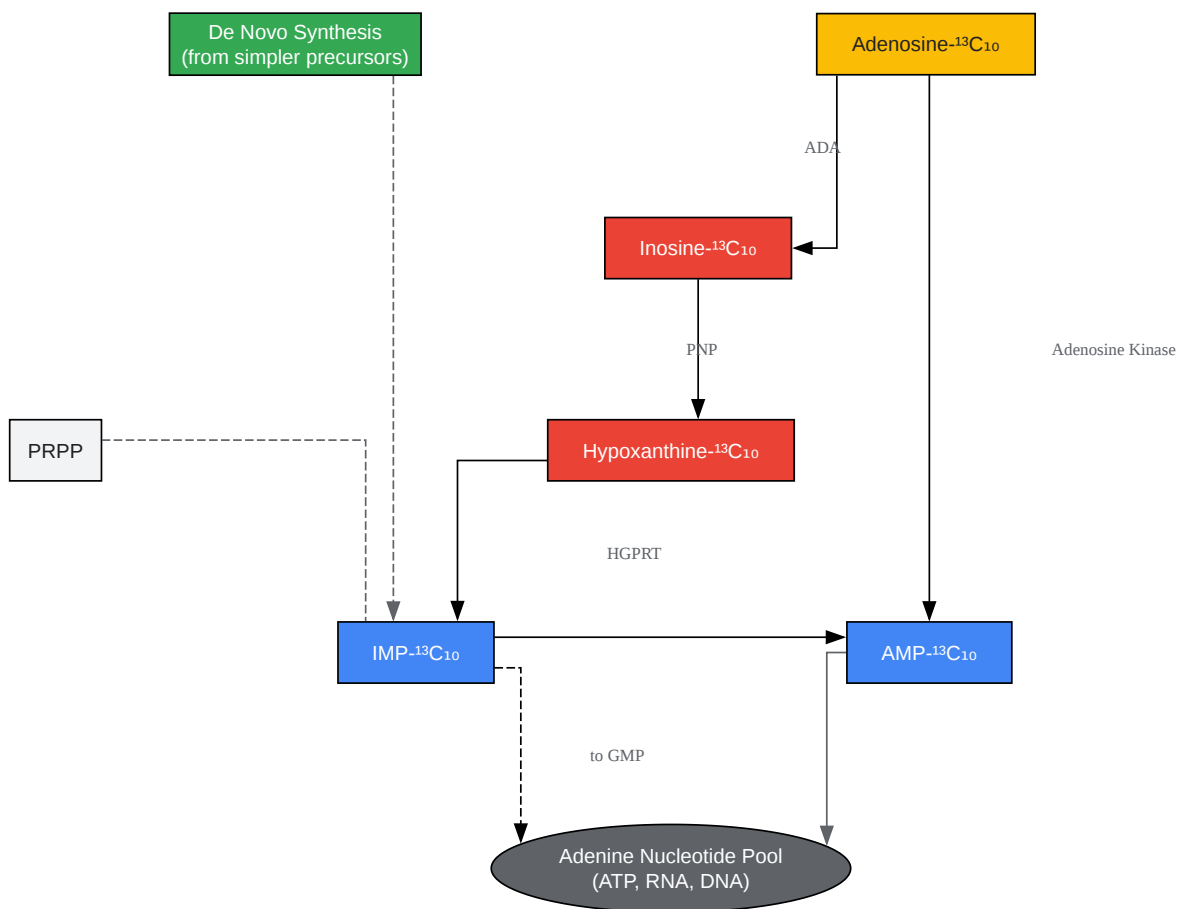 De Novo Synthesis
(from simpler precursors)
Adenosine-¹³C₁₀
ADA
Inosine-¹³C₁₀
PNP
Adenosine Kinase
PRPP
Hypoxanthine-¹³C₁₀
HGPRT
IMP-¹³C₁₀
AMP-¹³C₁₀
to GMP
Adenine Nucleotide Pool
(ATP, RNA, DNA)